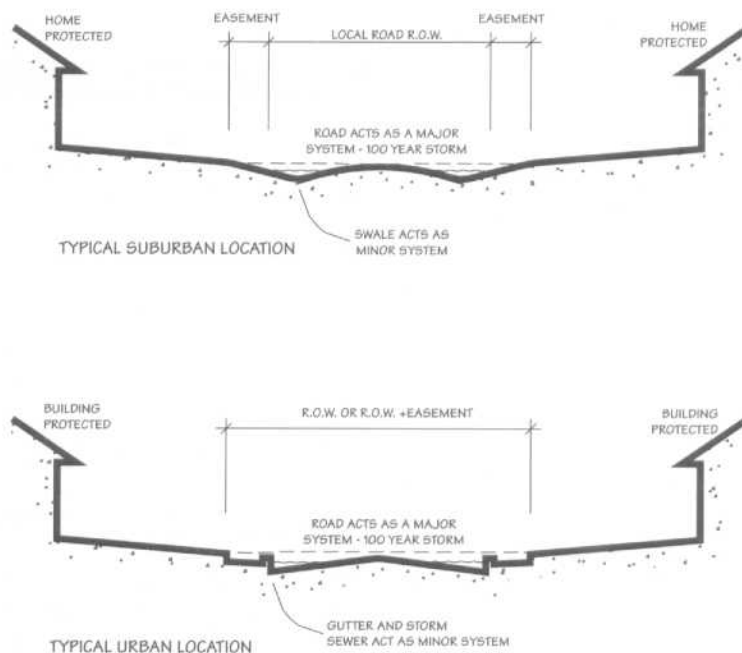 HOME
PROTECTED
EASEMENT
EASEMENT
LOCAL ROAD R.O.W.
HOME
PROTECTED
ROAD ACTS AS A MAJOR
SYSTEM - 100 YEAR STORM
SWALE ACTS AS
MINOR SYSTEM
TYPICAL SUBURBAN LOCATION
BUILDING
PROTECTED
R.O.W. OR R.O.W. +EASEMENT
BUILDING
PROTECTED
ROAD ACTS AS A MAJOR
SYSTEM - 100 YEAR STORM
GUTTER AND STORM
SEWER ACT AS MINOR SYSTEM
TYPICAL URBAN LOCATION